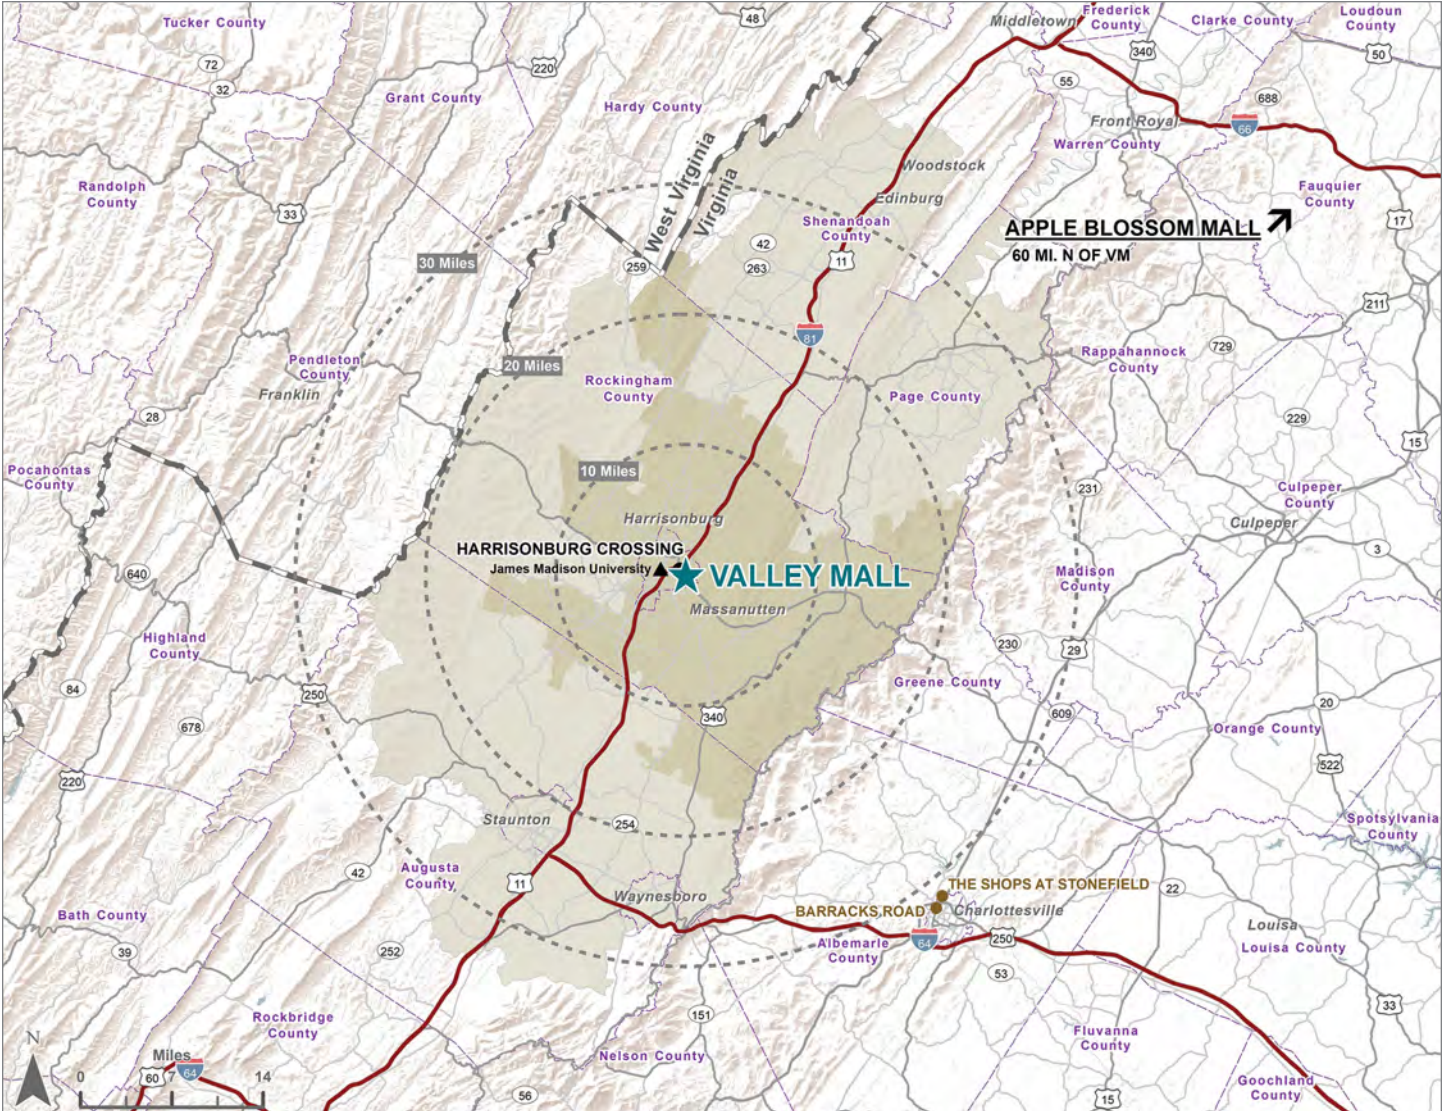 Tucker County
48
Middletown
Frederick
County
Clarke County
Loudoun
County
340
50
72
32
220
Grant County
Hardy County
55
688
Front Royal
66
Warren County
Randolph
County
33
West Virginia
Virginia
Woodstock
Edinburg
Shenandoah
County
Fauquier
County
17
APPLE BLOSSOM MALL
60 MI. N OF VM
30 Miles
259
42
263
11
211
81
729
Rappahannock
County
Pendleton
County
20 Miles
Franklin
Rockingham
County
Page County
28
229
15
Pocahontas
County
10 Miles
231
Culpeper
County
Culpeper
Harrisonburg
HARRISONBURG CROSSING
James Madison University
VALLEY MALL
3
640
Madison
County
Massanutten
Highland
County
230
29
84
250
Greene County
678
340
609
20
Orange County
220
522
Staunton
254
Spotsylvania
County
Augusta
County
42
11
Waynesboro
THE SHOPS AT STONEFIELD
BARRACKS ROAD
Charlottesville
22
Bath County
Louisa
39
252
Albemarle
County
64
250
Louisa County
53
33
Rockbridge
County
151
Fluvanna
County
N
Miles
64
60
0
7
14
Nelson County
56
15
Goochland
County